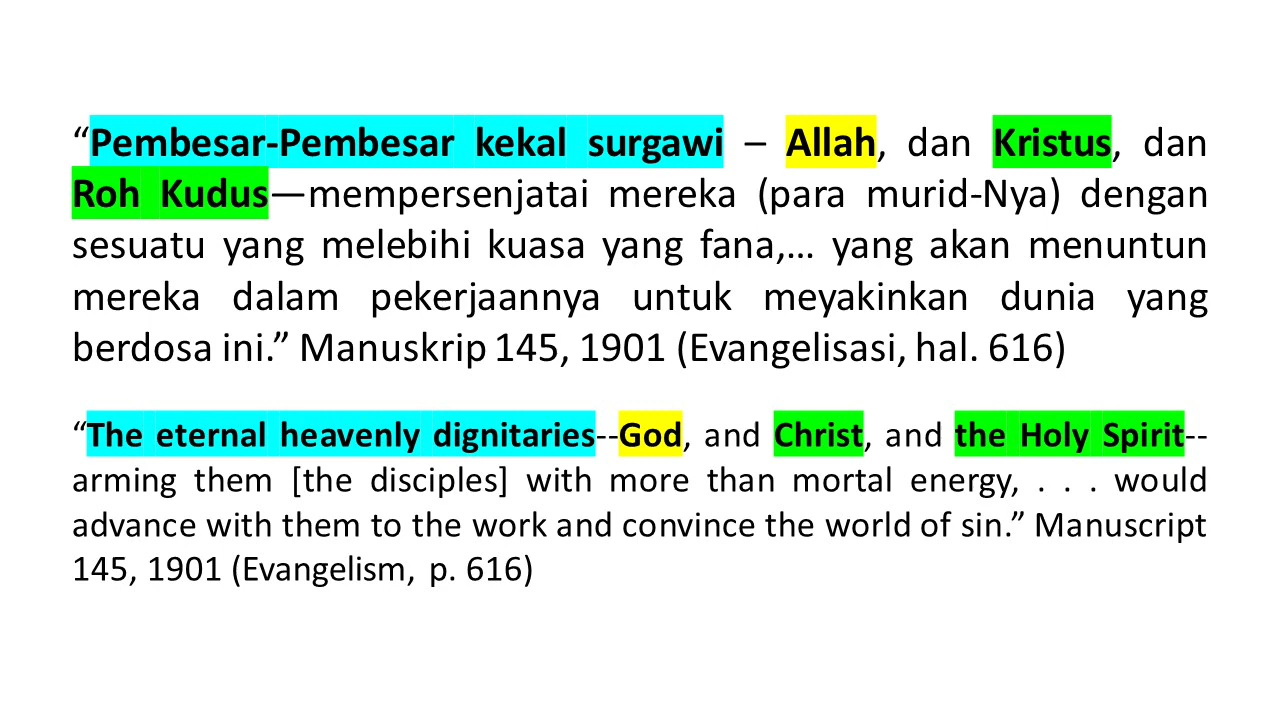 “Pembesar-Pembesar kekal surgawi – Allah, dan Kristus, dan
Roh Kudus—mempersenjatai mereka (para murid-Nya) dengan
sesuatu yang melebihi kuasa yang fana,… yang akan menuntun
mereka dalam pekerjaannya untuk meyakinkan dunia yang
berdosa ini.” Manuskrip 145, 1901 (Evangelisasi, hal. 616)
“The eternal heavenly dignitaries--God, and Christ, and the Holy Spirit--
arming them [the disciples] with more than mortal energy, . . . would
advance with them to the work and convince the world of sin.” Manuscript
145, 1901 (Evangelism, p. 616)